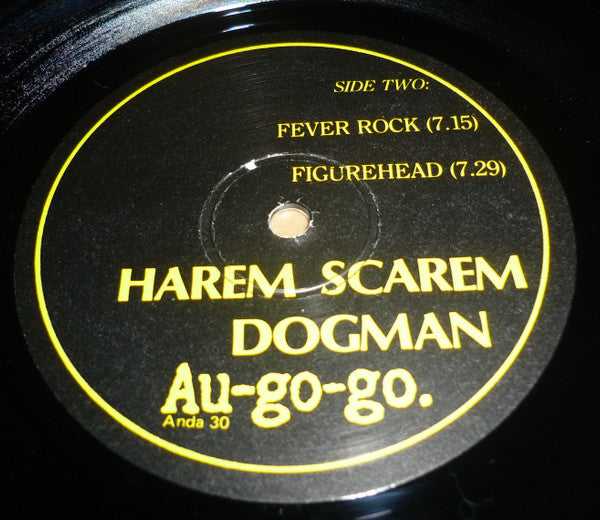 SIDE TWO:
FEVER ROCK (7.15)
FIGUREHEAD (7.29)
HAREM SCAREM
DOGMAN
Au-go-go.
Anda 30